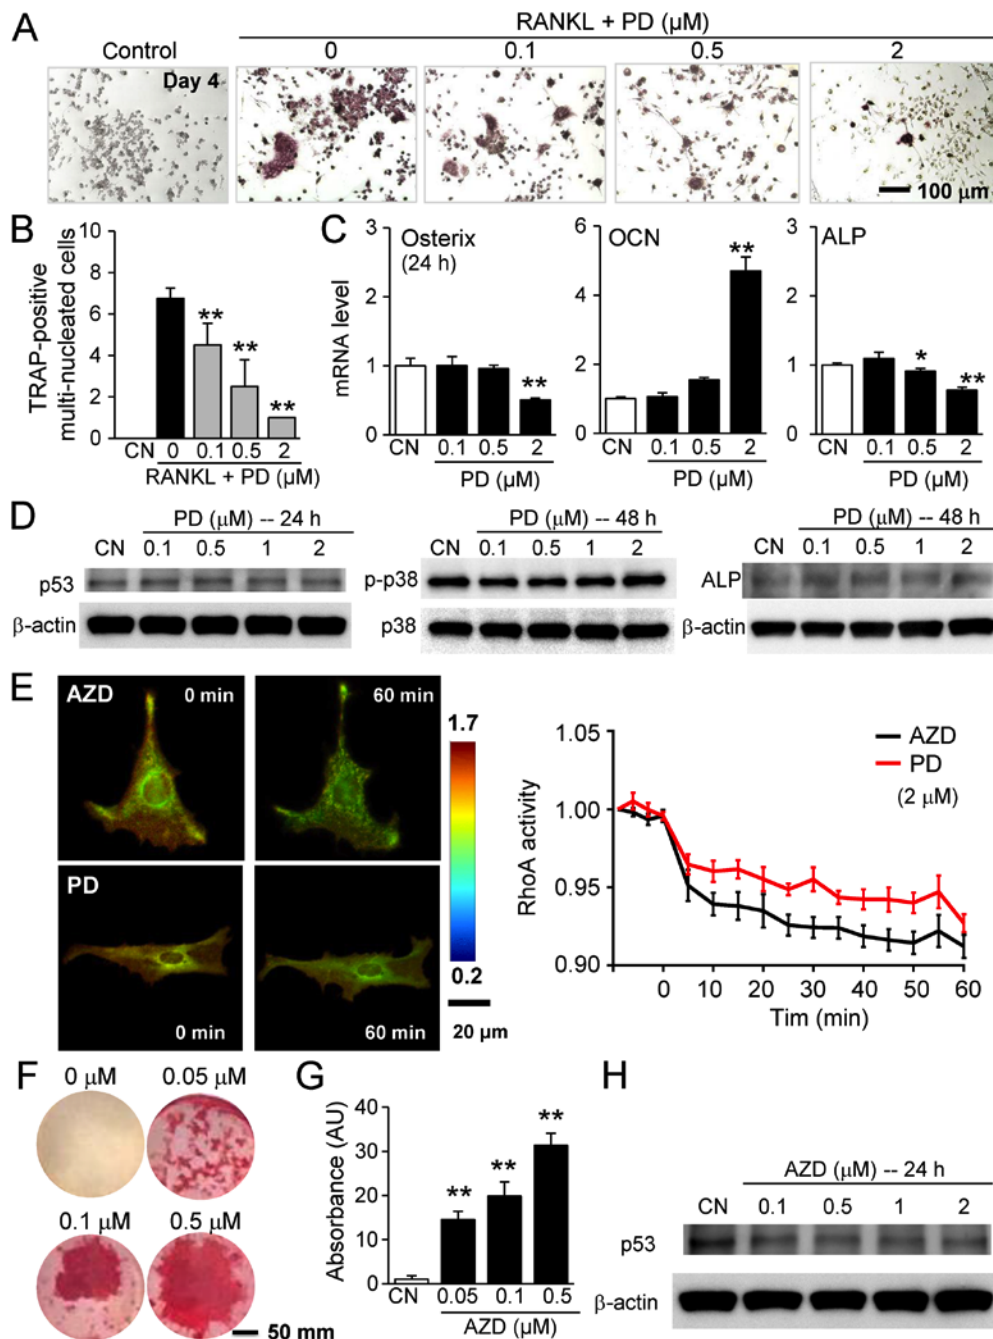 A
RANKL + PD (µM)
Control 0 0.1 0.5 2
Day 4
100 µm
B
TRAP-positive
multi-nucleated cells
10
8
6
4
2
0
** ** **
CN 0 0.1 0.5 2
RANKL + PD (µM)
C
mRNA level
Osterix
(24 h)
3
2
1
0
**
CN 0.1 0.5 2
PD (µM)
OCN
6
4
2
0
**
CN 0.1 0.5 2
PD (µM)
ALP
3
2
1
0
* **
CN 0.1 0.5 2
PD (µM)
D
PD (µM) -- 24 h
CN 0.1 0.5 1 2
p53
β-actin
PD (µM) -- 48 h
CN 0.1 0.5 1 2
p-p38
p38
PD (µM) -- 48 h
CN 0.1 0.5 1 2
ALP
β-actin
E
AZD 0 min
60 min
PD
0 min
60 min
1.7
0.2
20 µm
RhoA activity
1.05
1.00
0.95
0.90
AZD
PD
(2 µM)
0 10 20 30 40 50 60
Tim (min)
F
0 µM 0.05 µM
0.1 µM 0.5 µM
50 mm
G
Absorbance (AU)
40
30
20
10
0
** ** **
CN 0.05 0.1 0.5
AZD (µM)
H
AZD (µM) -- 24 h
CN 0.1 0.5 1 2
p53
β-actin